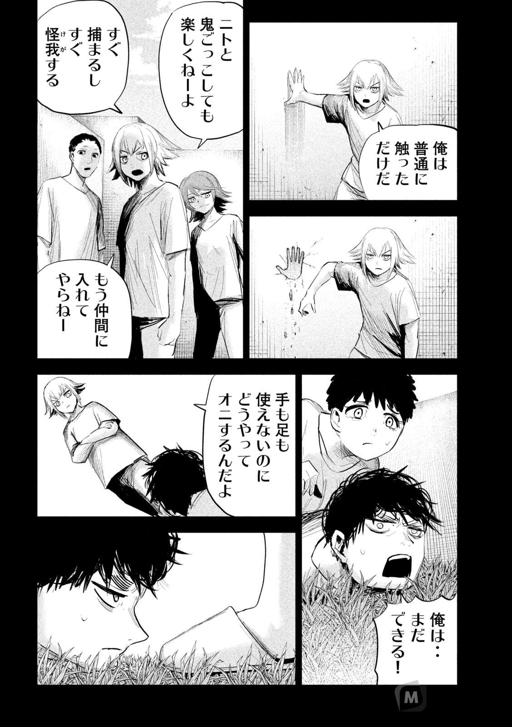 俺は
普通に
触った
だけだ
ニトと
鬼ごっこしても
楽しくねーよ
すぐ
捕まるし
すぐ
怪我する
けが
もう仲間に
入れて
やらねー
手も足も
使えないのに
どうやって
オニするんだよ
俺は‥
まだ
できる!
M